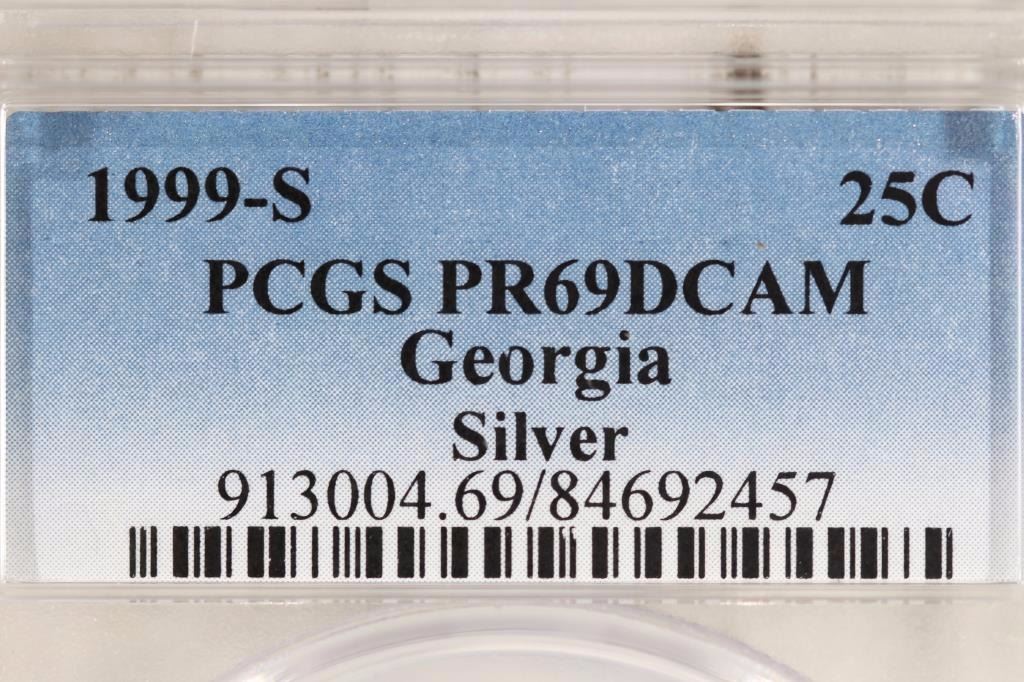 1999-S 25C
PCGS PR69DCAM
Georgia
Silver
913004.69/84692457